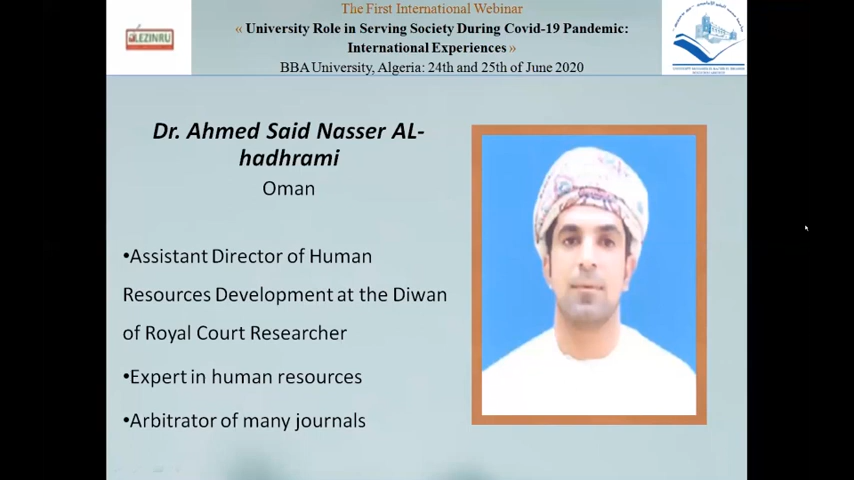 The First International Webinar
« University Role in Serving Society During Covid-19 Pandemic:
International Experiences »
BBA University, Algeria: 24th and 25th of June 2020
LEZINRU
Dr. Ahmed Said Nasser AL-
hadhrami
Oman
•Assistant Director of Human
Resources Development at the Diwan
of Royal Court Researcher
•Expert in human resources
•Arbitrator of many journals